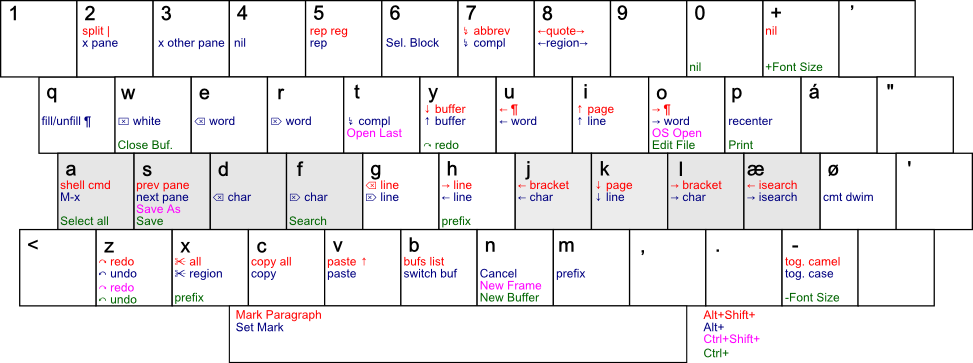 1
2
split |
x pane
3
x other pane
4
nil
5
rep reg
rep
6
Sel. Block
7
↯ abbrev
↯ compl
8
←quote→
←region→
9
0
nil
+
nil
+Font Size
'
q
fill/unfill ¶
w
⌧ white
Close Buf.
e
⌫ word
r
⌦ word
t
↯ compl
Open Last
y
↓ buffer
↑ buffer
↷ redo
u
← ¶
← word
i
↑ page
↑ line
o
→ ¶
→ word
OS Open
Edit File
p
recenter
Print
á
"
a
shell cmd
M-x
Select all
s
prev pane
next pane
Save As
Save
d
⌫ char
f
⌦ char
Search
g
⌫ line
⌦ line
h
→ line
← line
prefix
j
← bracket
← char
k
↓ page
↓ line
l
→ bracket
→ char
æ
← isearch
→ isearch
ø
cmt dwim
'
<
z
↷ redo
↶ undo
↷ redo
↶ undo
x
✂ all
✂ region
prefix
c
copy all
copy
v
paste ↑
paste
b
bufs list
switch buf
n
Cancel
New Frame
New Buffer
m
prefix
,
.
-
tog. camel
tog. case
-Font Size
Mark Paragraph
Set Mark
Alt+Shift+
Alt+
Ctrl+Shift+
Ctrl+